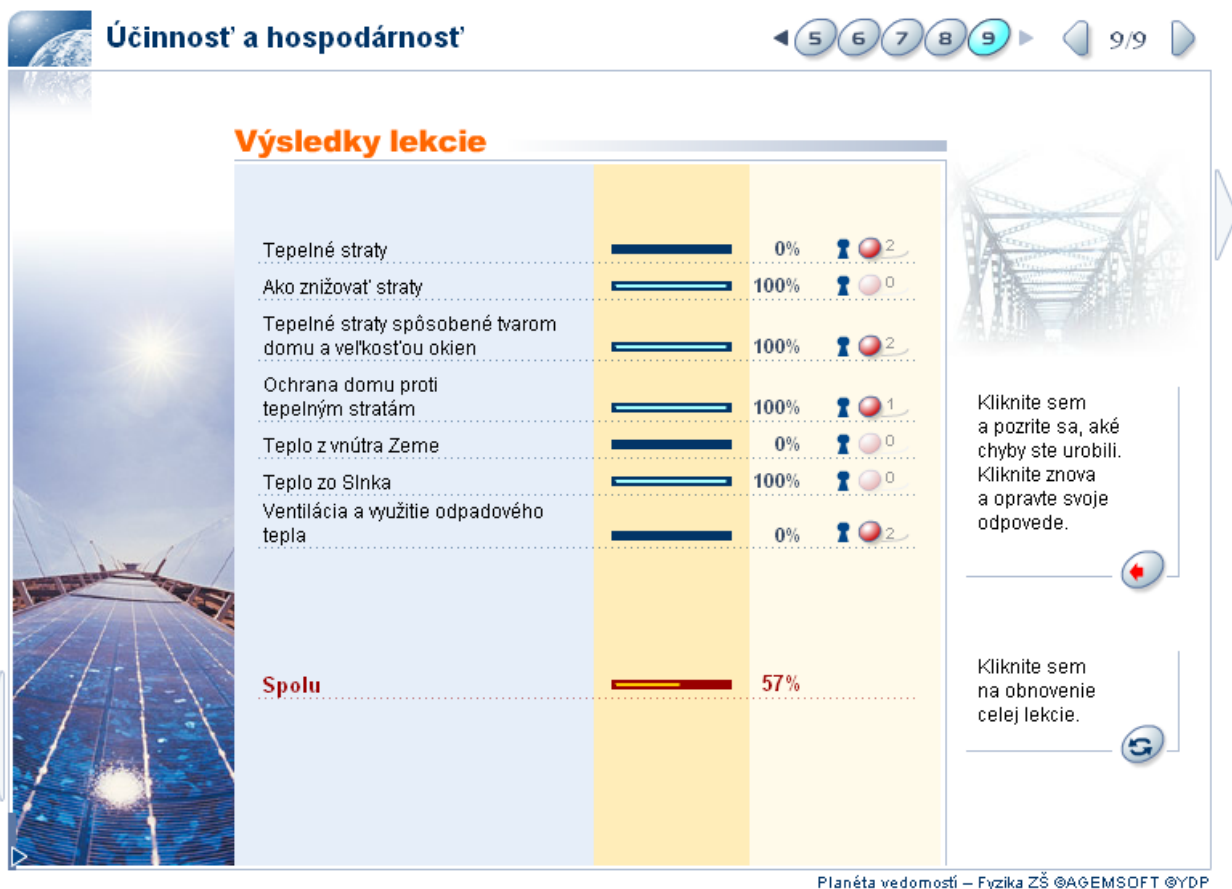 Účinnosť a hospodárnosť
5 6 7 8 9
9/9
Výsledky lekcie
Tepelné straty 0% 2
Ako znižovať straty 100% 0
Tepelné straty spôsobené tvarom
domu a veľkosťou okien 100% 2
Ochrana domu proti
tepelným stratám 100% 1
Teplo z vnútra Zeme 0% 0
Teplo zo Slnka 100% 0
Ventilácia a využitie odpadového
tepla 0% 2
Spolu 57%
Kliknite sem
a pozrite sa, aké
chyby ste urobili.
Kliknite znova
a opravte svoje
odpovede.
Kliknite sem
na obnovenie
celej lekcie.
Planéta vedomostí – Fyzika ZŠ @AGEMSOFT @YDP